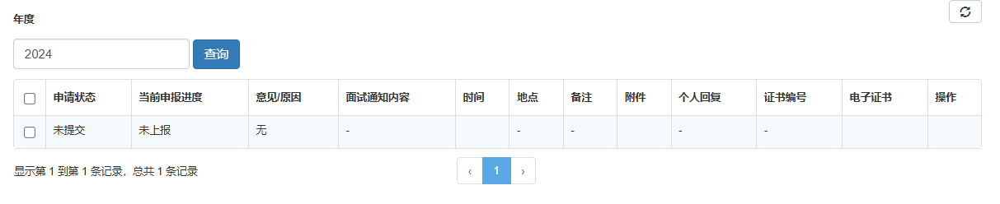 年度
2024 查询
申请状态 当前申报进度 意见/原因 面试通知内容 时间 地点 备注 附件 个人回复 证书编号 电子证书 操作
未提交 未上报 无 - - - - -
显示第 1 到第 1 条记录，总共 1 条记录 ‹ 1 ›